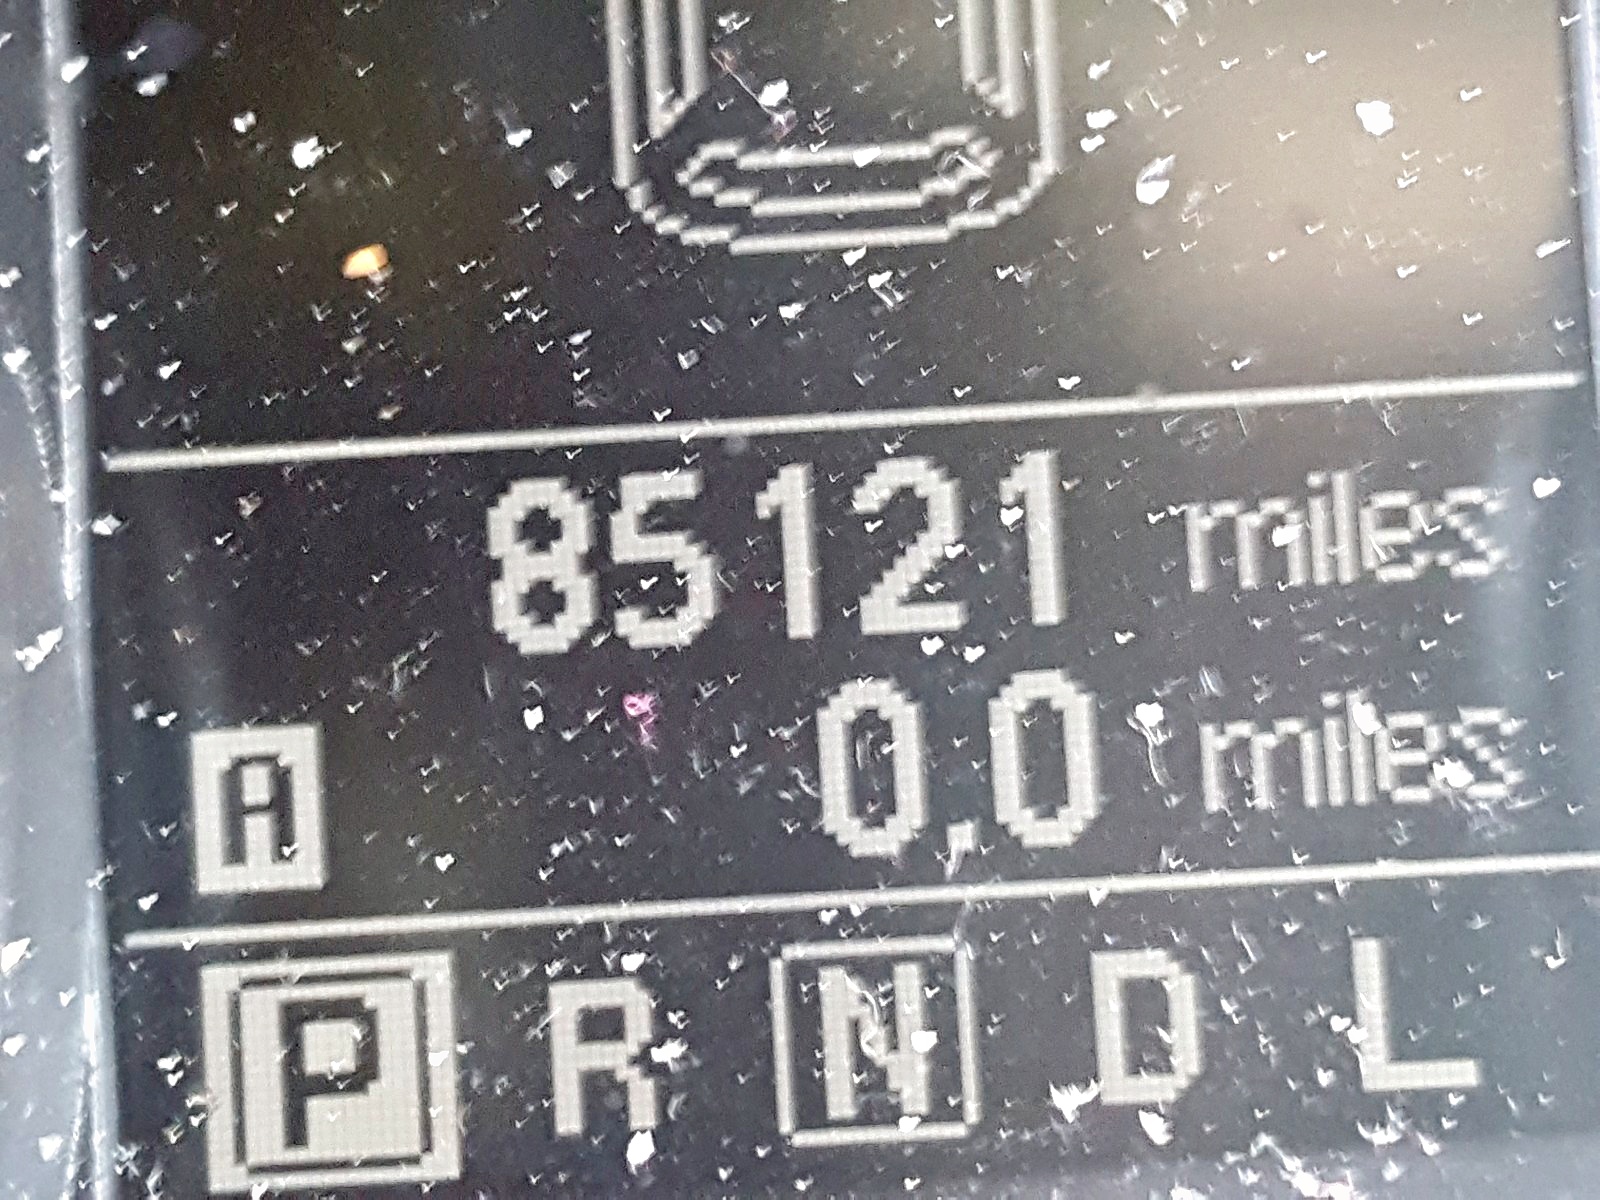 85121 miles
A 0,0 miles
P R N D L